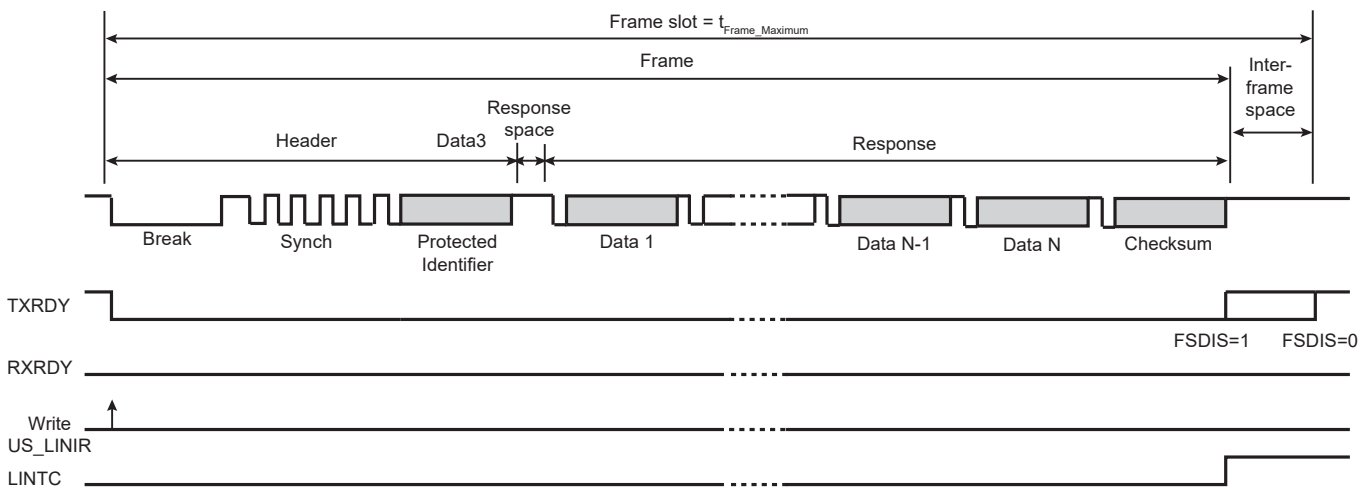 Frame slot = tFrame_Maximum
Frame
Inter-
frame
space
Response
space
Header
Data3
Response
Break
Synch
Protected
Identifier
Data 1
Data N-1
Data N
Checksum
TXRDY
FSDIS=1
FSDIS=0
RXRDY
Write
US_LINIR
LINTC